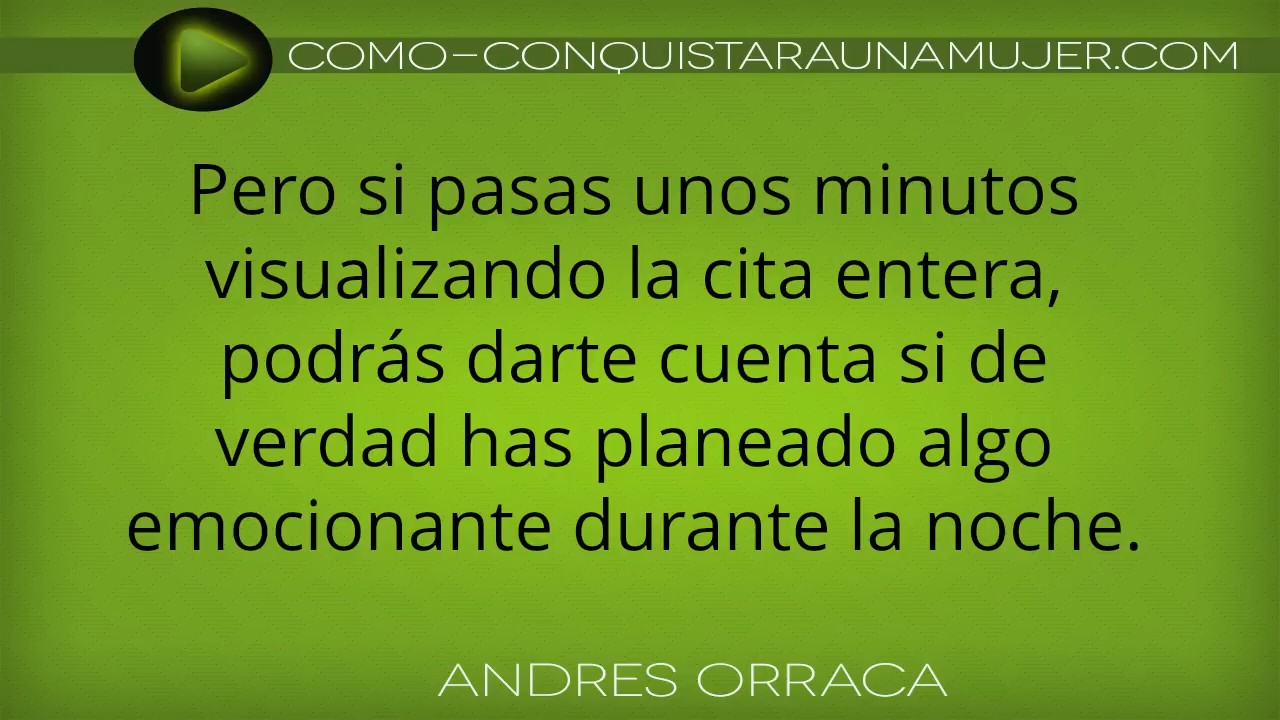 COMO-CONQUISTARAUNAMUJER.COM
Pero si pasas unos minutos
visualizando la cita entera,
podrás darte cuenta si de
verdad has planeado algo
emocionante durante la noche.
ANDRES ORRACA